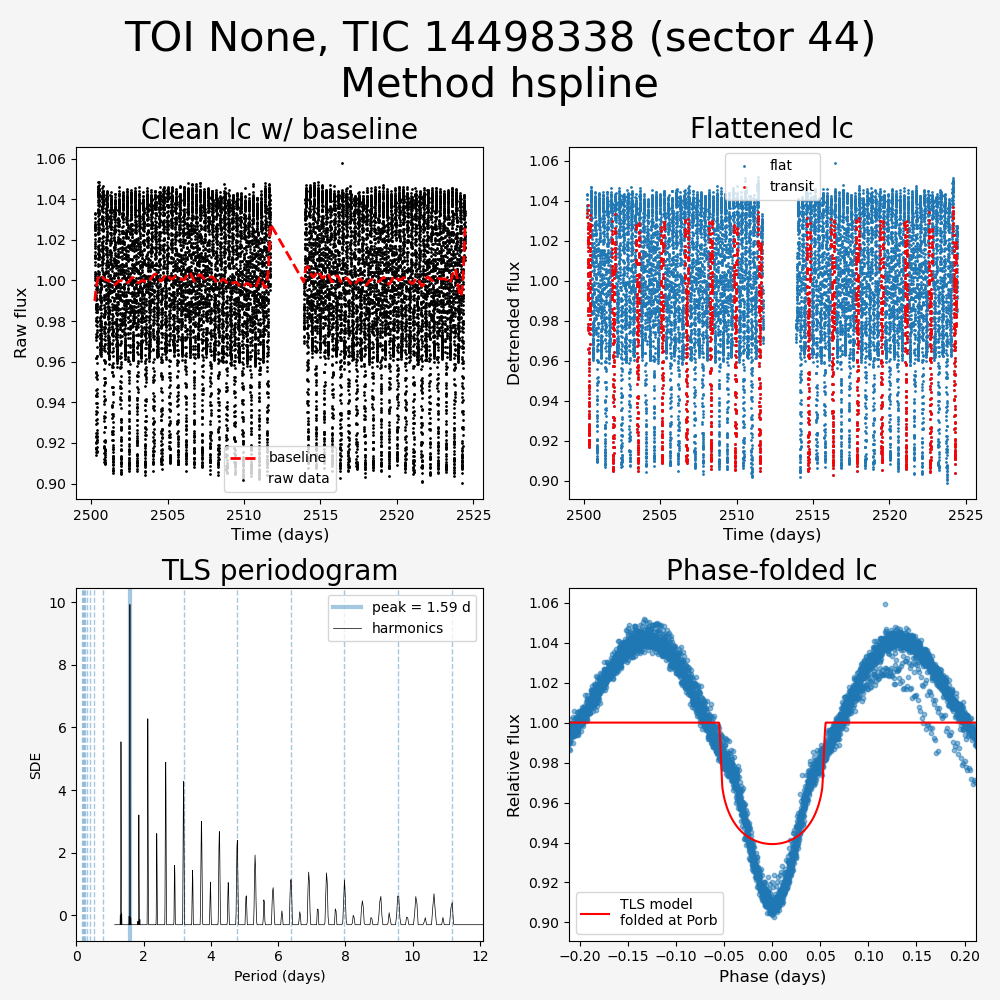 TOI None, TIC 14498338 (sector 44)
Method hspline
Clean lc w/ baseline
Flattened lc
1.06
1.04
1.02
1.00
0.98
0.96
0.94
0.92
0.90
Raw flux
baseline
raw data
2500
2505
2510
2515
2520
2525
Time (days)
1.06
1.04
1.02
1.00
0.98
0.96
0.94
0.92
0.90
Detrended flux
flat
transit
2500
2505
2510
2515
2520
2525
Time (days)
TLS periodogram
Phase-folded lc
10
8
6
4
2
0
SDE
peak = 1.59 d
harmonics
0
2
4
6
8
10
12
Period (days)
1.06
1.04
1.02
1.00
0.98
0.96
0.94
0.92
0.90
Relative flux
TLS model
folded at Porb
−0.20
−0.15
−0.10
−0.05
0.00
0.05
0.10
0.15
0.20
Phase (days)